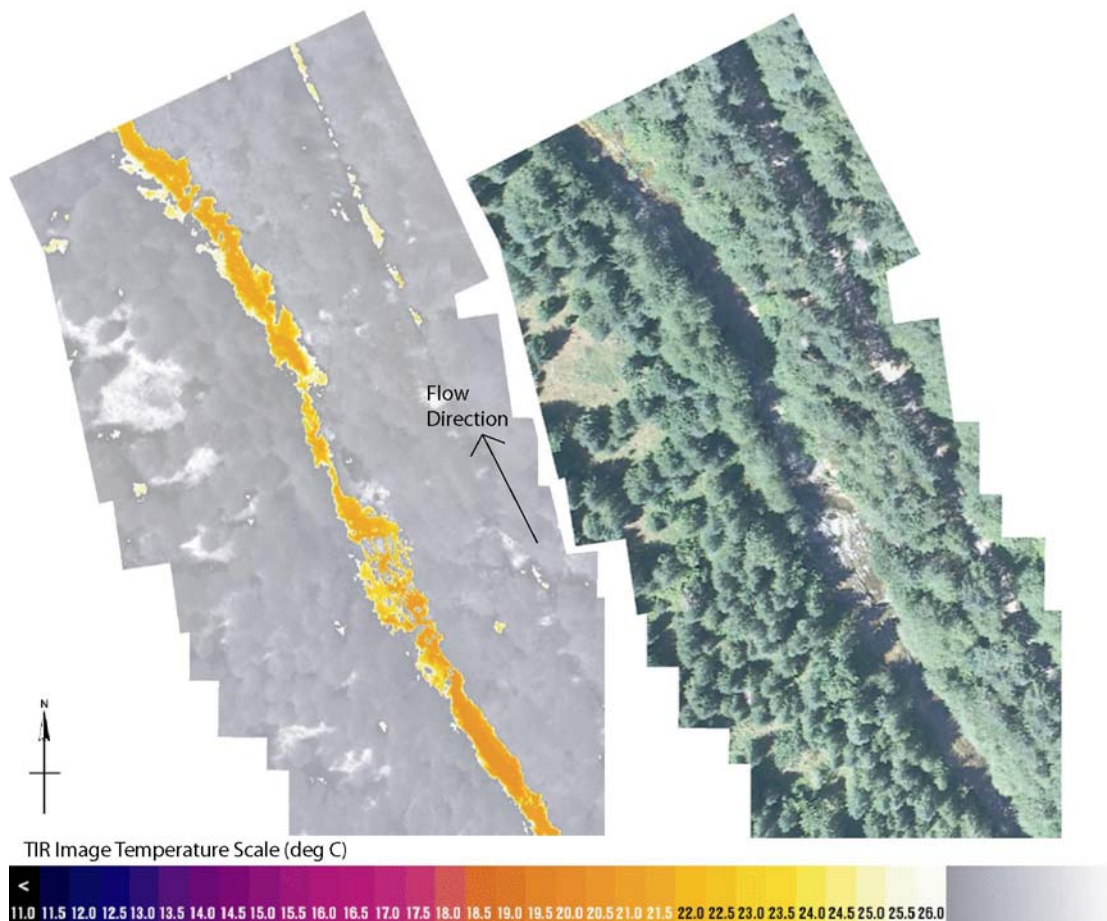 Flow
Direction
N
TIR Image Temperature Scale (deg C)
<
11.0 11.5 12.0 12.5 13.0 13.5 14.0 14.5 15.0 15.5 16.0 16.5 17.0 17.5 18.0 18.5 19.0 19.5 20.0 20.5 21.0 21.5 22.0 22.5 23.0 23.5 24.0 24.5 25.0 25.5 26.0